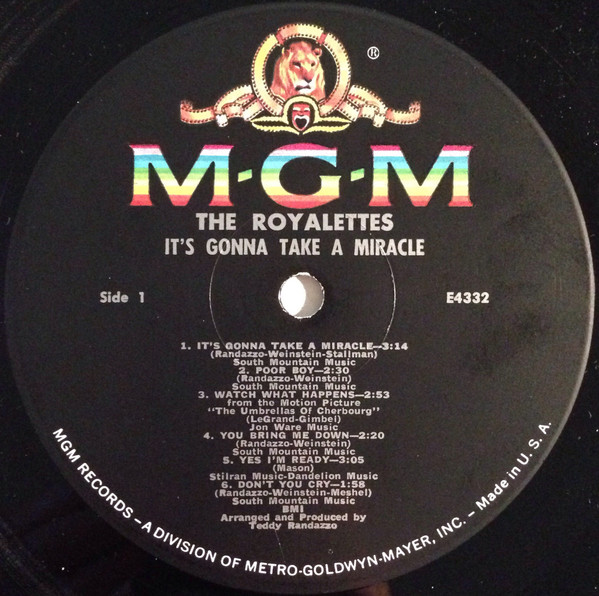 ®
M-G-M
THE ROYALETTES
IT'S GONNA TAKE A MIRACLE
Side 1
E4332
1. IT'S GONNA TAKE A MIRACLE—3:14
(Randazzo-Weinstein-Stallman)
South Mountain Music
2. POOR BOY—2:30
(Randazzo-Weinstein)
South Mountain Music
3. WATCH WHAT HAPPENS—2:53
from the Motion Picture
"The Umbrellas Of Cherbourg"
(LeGrand-Gimbel)
Jon Ware Music
4. YOU BRING ME DOWN—2:20
(Randazzo-Weinstein)
South Mountain Music
5. YES I'M READY—3:05
(Mason)
Stilran Music-Dandelion Music
6. DON'T YOU CRY—1:58
(Randazzo-Weinstein-Meshel)
South Mountain Music
BMI
Arranged and Produced by
Teddy Randazzo
MGM RECORDS – A DIVISION OF METRO-GOLDWYN-MAYER, INC. – Made in U. S. A.